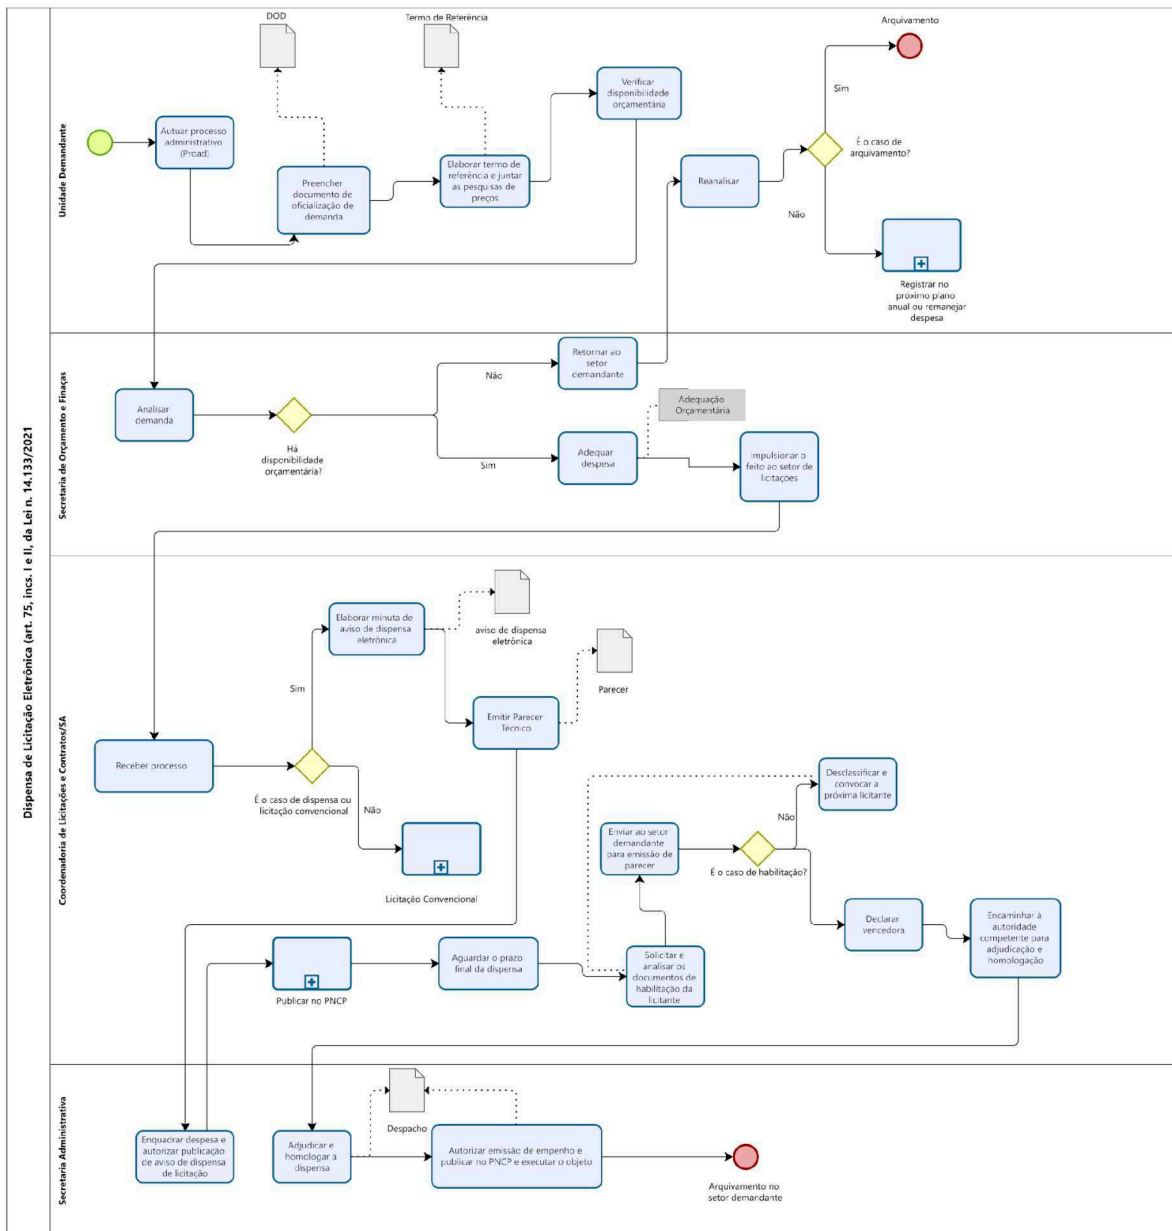 Dispensa de Licitação Eletrônica (art. 75, incs. I e II, da Lei n. 14.133/2021
Unidade Demandante
DOD
Termo de Referência
Arquivamento
Autuar processo
administrativo
(Proad)
Preencher
documento de
oficialização de
demanda
Elaborar termo de
referência e juntar
as pesquisas de
preços
Verificar
disponibilidade
orçamentária
Reanalisar
Sim
É o caso de
arquivamento?
Não
Registrar no
próximo plano
anual ou remanejar
despesa
Secretaria de Orçamento e Finaças
Analisar
demanda
Há
disponibilidade
orçamentária?
Não
Retornar ao
setor
demandante
Sim
Adequar
despesa
Adequação
Orçamentária
Impulsionar o
feito ao setor de
licitações
Coordenadoria de Licitações e Contratos/SA
Receber processo
É o caso de dispensa ou
licitação convencional
Sim
Elaborar minuta de
aviso de dispensa
eletrônica
aviso de dispensa
eletrônica
Emitir Parecer
Tecnico
Parecer
Não
Licitação Convencional
Publicar no PNCP
Aguardar o prazo
final da dispensa
Solicitar e
analisar os
documentos de
habilitação da
licitante
Enviar ao setor
demandante
para emissão de
parecer
É o caso de habilitação?
Não
Desclassificar e
convocar a
próxima licitante
Declarar
vencedora
Encaminhar à
autoridade
competente para
adjudicação e
homologação
Secretaria Administrativa
Enquadrar despesa e
autorizar publicação
de aviso de dispensa
de licitação
Adjudicar e
homologar a
dispensa
Despacho
Autorizar emissão de empenho e
publicar no PNCP e executar o objeto
Arquivamento no
setor demandante